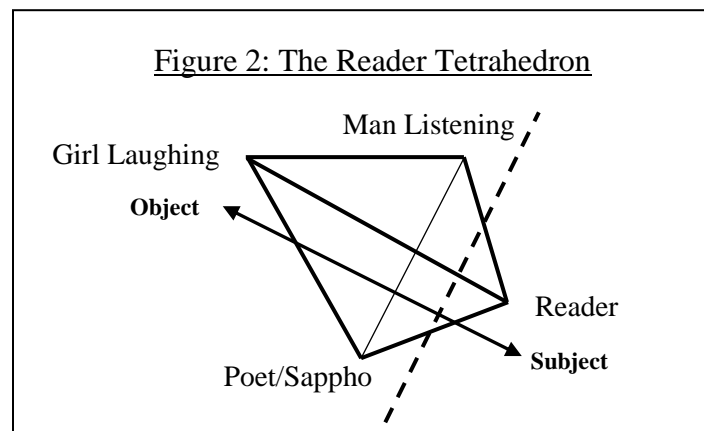 Figure 2: The Reader Tetrahedron
Man Listening
Girl Laughing
Object
Reader
Subject
Poet/Sappho